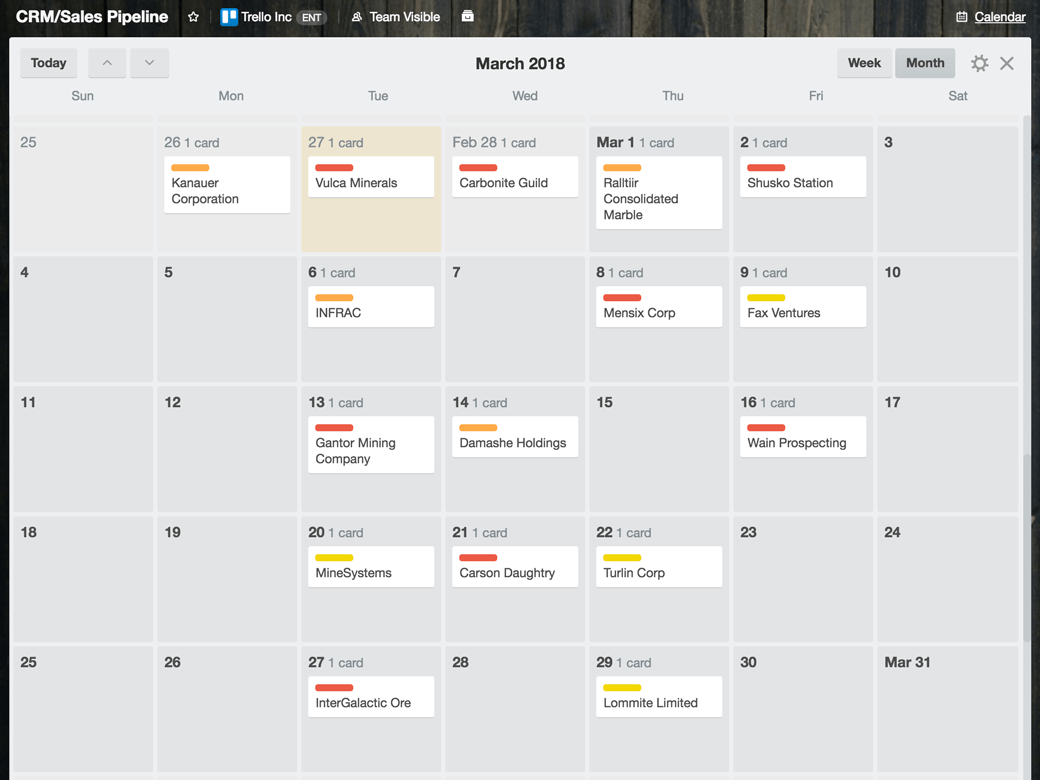 CRM/Sales Pipeline Trello Inc ENT Team Visible Calendar
Today March 2018 Week Month
Sun Mon Tue Wed Thu Fri Sat
25 26 1 card 27 1 card Feb 28 1 card Mar 1 1 card 2 1 card 3
Kanauer
Corporation
Vulca Minerals
Carbonite Guild
Ralltiir
Consolidated
Marble
Shusko Station
4 5 6 1 card 7 8 1 card 9 1 card 10
INFRAC
Mensix Corp
Fax Ventures
11 12 13 1 card 14 1 card 15 16 1 card 17
Gantor Mining
Company
Damashe Holdings
Wain Prospecting
18 19 20 1 card 21 1 card 22 1 card 23 24
MineSystems
Carson Daughtry
Turlin Corp
25 26 27 1 card 28 29 1 card 30 Mar 31
InterGalactic Ore
Lommite Limited